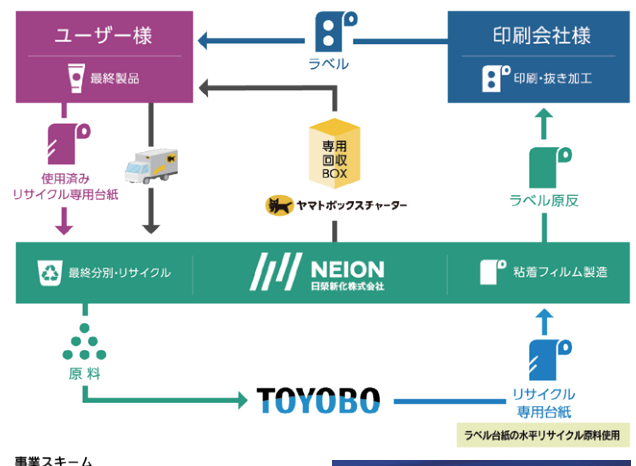 ユーザー様
最終製品
ラベル
印刷会社様
印刷・抜き加工
使用済み
リサイクル専用台紙
専用
回収
BOX
ヤマトボックスチャーター
ラベル原反
最終分別・リサイクル
NEION
日榮新化株式会社
粘着フィルム製造
原料
TOYOBO
リサイクル
専用台紙
ラベル台紙の水平リサイクル原料使用
事業スキーム